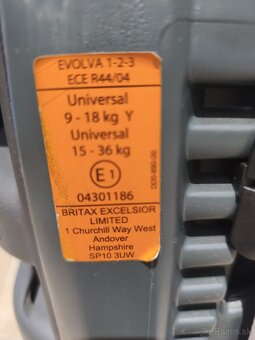 EVOLVA 1-2-3
ECE R44/04
Universal
9 - 18 kg Y
Universal
15 - 36 kg
E1
04301186
BRITAX EXCELSIOR
LIMITED
1 Churchill Way West
Andover
Hampshire
SP10 3UW